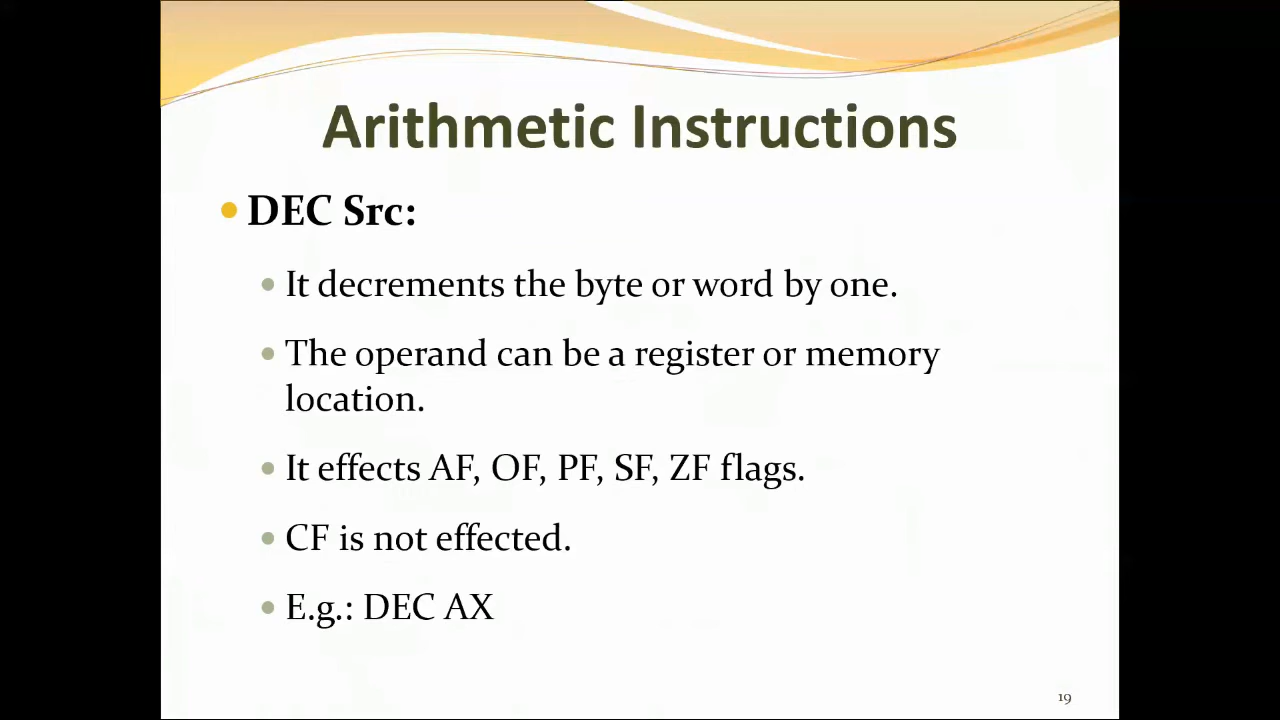 Arithmetic Instructions
DEC Src:
It decrements the byte or word by one.
The operand can be a register or memory
location.
It effects AF, OF, PF, SF, ZF flags.
CF is not effected.
E.g.: DEC AX
19